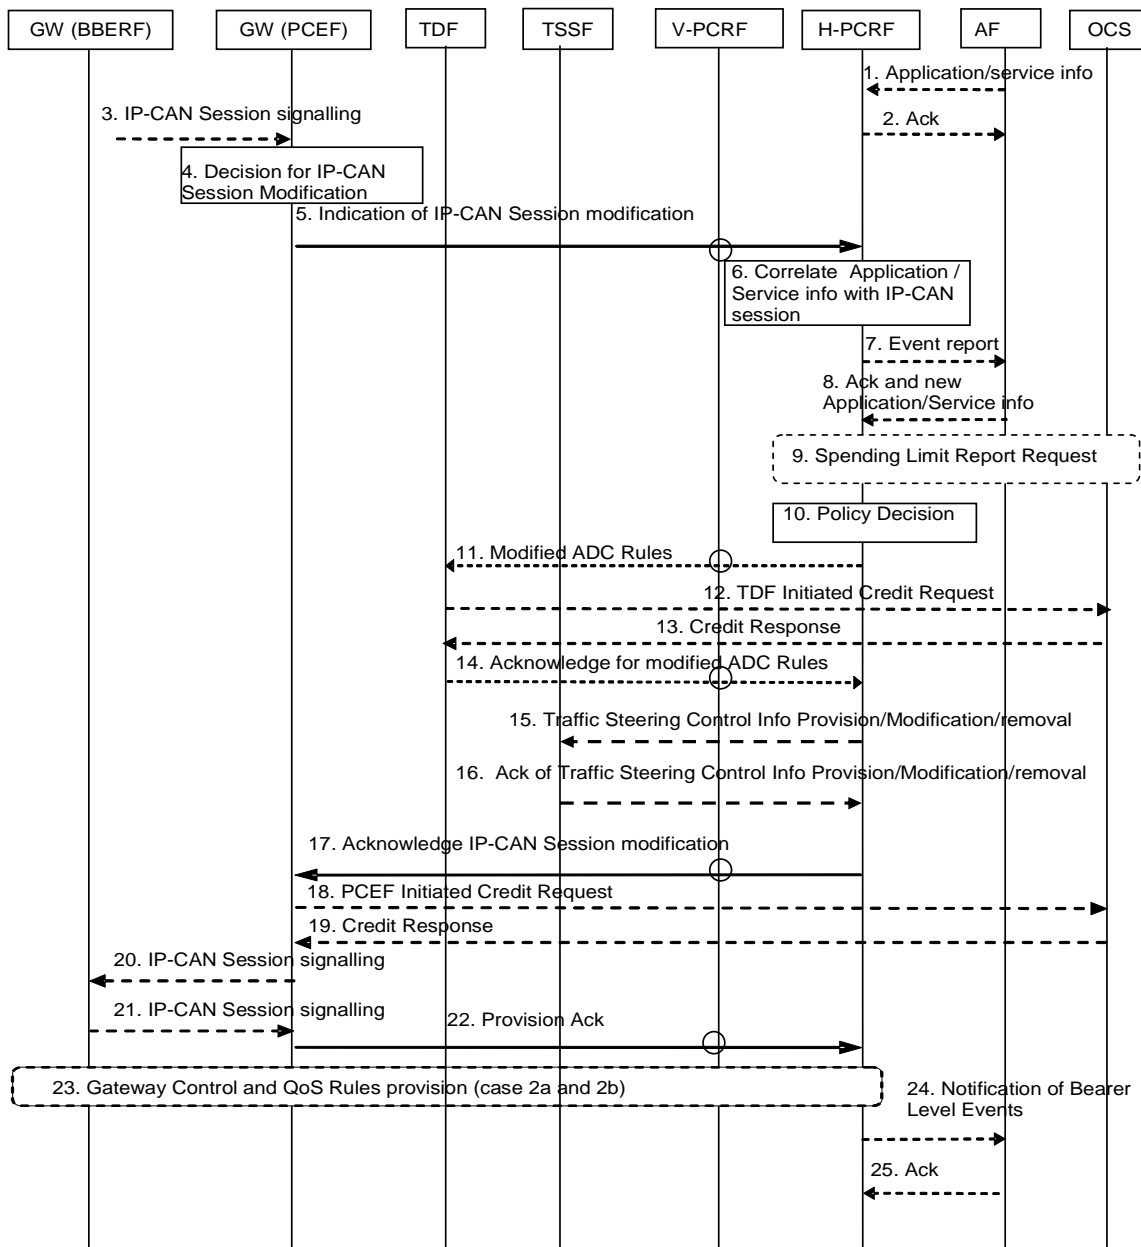 GW (BBERF)
GW (PCEF)
TDF
TSSF
V-PCRF
H-PCRF
AF
OCS
1. Application/service info
2. Ack
3. IP-CAN Session signalling
4. Decision for IP-CAN
Session Modification
5. Indication of IP-CAN Session modification
6. Correlate Application /
Service info with IP-CAN
session
7. Event report
8. Ack and new
Application/Service info
9. Spending Limit Report Request
10. Policy Decision
11. Modified ADC Rules
12. TDF Initiated Credit Request
13. Credit Response
14. Acknowledge for modified ADC Rules
15. Traffic Steering Control Info Provision/Modification/removal
16. Ack of Traffic Steering Control Info Provision/Modification/removal
17. Acknowledge IP-CAN Session modification
18. PCEF Initiated Credit Request
19. Credit Response
20. IP-CAN Session signalling
21. IP-CAN Session signalling
22. Provision Ack
23. Gateway Control and QoS Rules provision (case 2a and 2b)
24. Notification of Bearer
Level Events
25. Ack